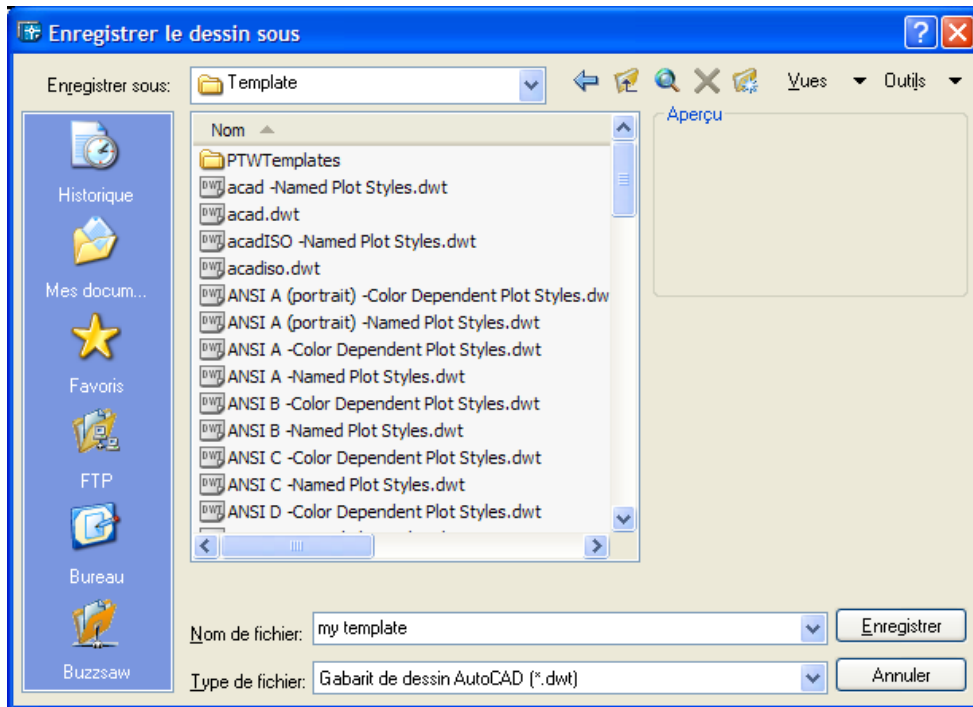 Enregistrer le dessin sous
Enregistrer sous:
Template
Vues
Outils
Historique
Mes docum...
Favoris
FTP
Bureau
Buzzsaw
Nom
PTWTemplates
acad -Named Plot Styles.dwt
acad.dwt
acadISO -Named Plot Styles.dwt
acadiso.dwt
ANSI A (portrait) -Color Dependent Plot Styles.dw
ANSI A (portrait) -Named Plot Styles.dwt
ANSI A -Color Dependent Plot Styles.dwt
ANSI A -Named Plot Styles.dwt
ANSI B -Color Dependent Plot Styles.dwt
ANSI B -Named Plot Styles.dwt
ANSI C -Color Dependent Plot Styles.dwt
ANSI C -Named Plot Styles.dwt
ANSI D -Color Dependent Plot Styles.dwt
Aperçu
Nom de fichier:
my template
Enregistrer
Type de fichier:
Gabarit de dessin AutoCAD (*.dwt)
Annuler